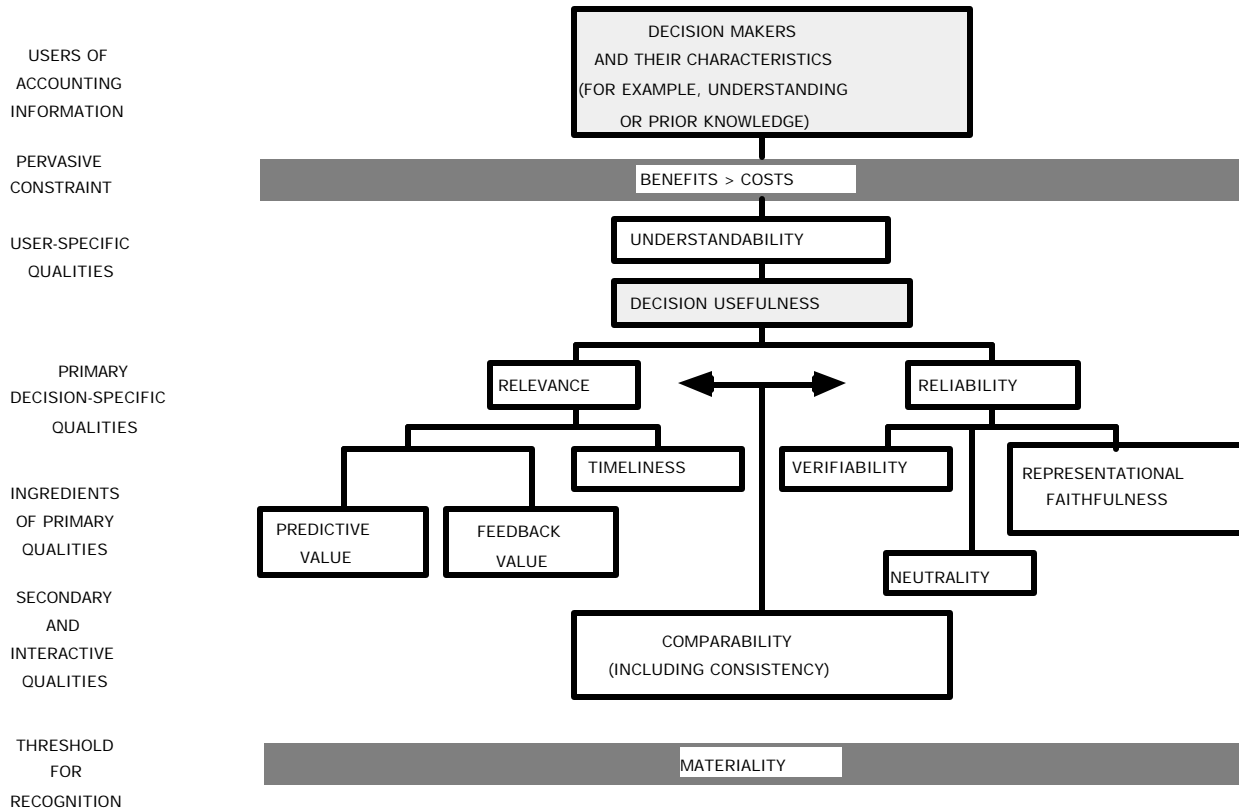 USERS OF
ACCOUNTING
INFORMATION
DECISION MAKERS
AND THEIR CHARACTERISTICS
(FOR EXAMPLE, UNDERSTANDING
OR PRIOR KNOWLEDGE)
PERVASIVE
CONSTRAINT
BENEFITS > COSTS
USER-SPECIFIC
QUALITIES
UNDERSTANDABILITY
DECISION USEFULNESS
PRIMARY
DECISION-SPECIFIC
QUALITIES
RELEVANCE
RELIABILITY
INGREDIENTS
OF PRIMARY
QUALITIES
TIMELINESS
VERIFIABILITY
REPRESENTATIONAL
FAITHFULNESS
PREDICTIVE
VALUE
FEEDBACK
VALUE
NEUTRALITY
SECONDARY
AND
INTERACTIVE
QUALITIES
COMPARABILITY
(INCLUDING CONSISTENCY)
THRESHOLD
FOR
RECOGNITION
MATERIALITY